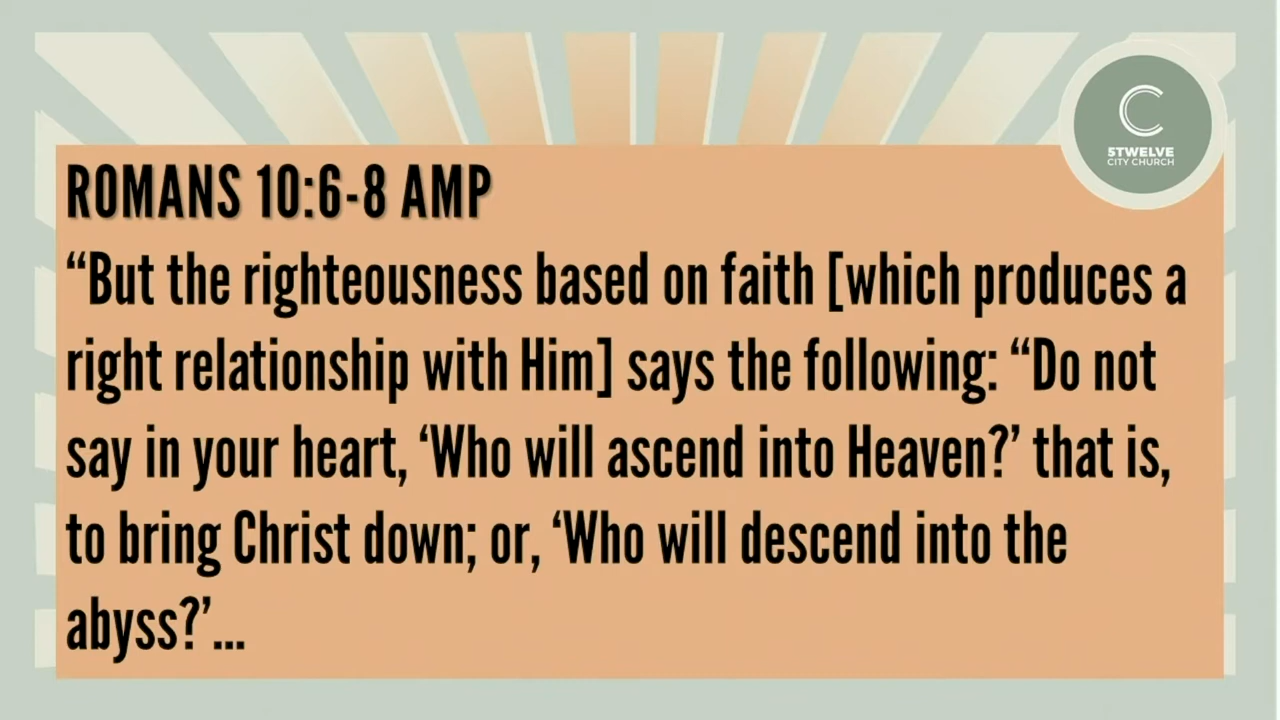 C
5TWELVE
CITY CHURCH
ROMANS 10:6-8 AMP
“But the righteousness based on faith [which produces a
right relationship with Him] says the following: “Do not
say in your heart, ‘Who will ascend into Heaven?’ that is,
to bring Christ down; or, ‘Who will descend into the
abyss?’...